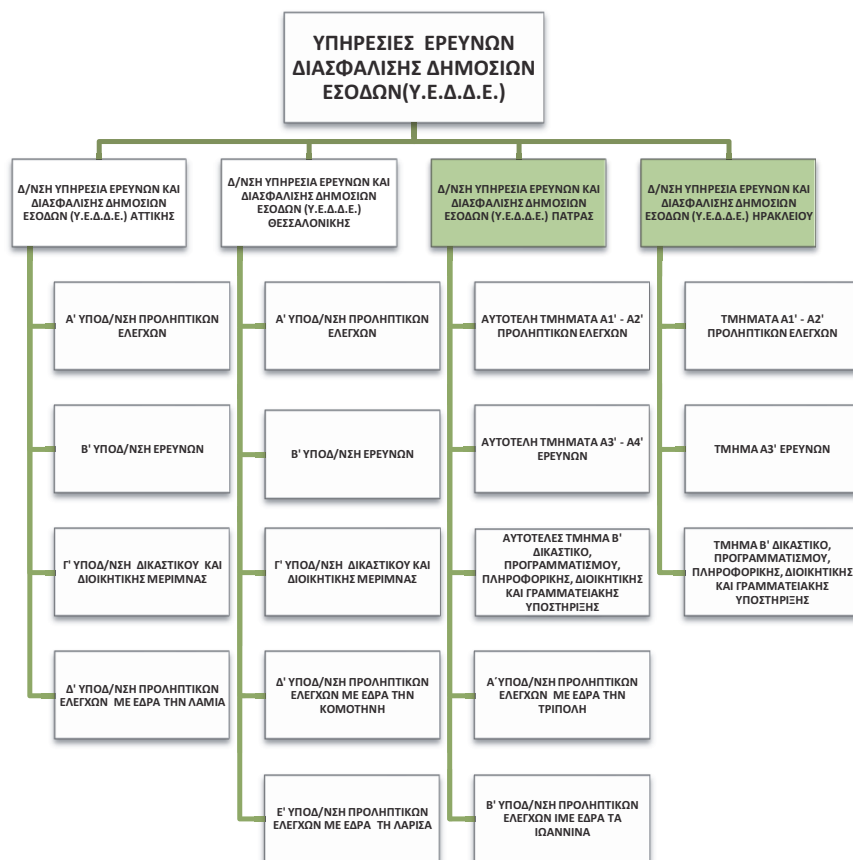 ΥΠΗΡΕΣΙΕΣ ΕΡΕΥΝΩΝ
ΔΙΑΣΦΑΛΙΣΗΣ ΔΗΜΟΣΙΩΝ
ΕΣΟΔΩΝ(Υ.Ε.Δ.Δ.Ε.)
Δ/ΝΣΗ ΥΠΗΡΕΣΙΑ ΕΡΕΥΝΩΝ ΚΑΙ
ΔΙΑΣΦΑΛΙΣΗΣ ΔΗΜΟΣΙΩΝ
ΕΣΟΔΩΝ (Υ.Ε.Δ.Δ.Ε.) ΑΤΤΙΚΗΣ
Α' ΥΠΟΔ/ΝΣΗ ΠΡΟΛΗΠΤΙΚΩΝ
ΕΛΕΓΧΩΝ
Β' ΥΠΟΔ/ΝΣΗ ΕΡΕΥΝΩΝ
Γ' ΥΠΟΔ/ΝΣΗ ΔΙΚΑΣΤΙΚΟΥ ΚΑΙ
ΔΙΟΙΚΗΤΙΚΗΣ ΜΕΡΙΜΝΑΣ
Δ' ΥΠΟΔ/ΝΣΗ ΠΡΟΛΗΠΤΙΚΩΝ
ΕΛΕΓΧΩΝ ΜΕ ΕΔΡΑ ΤΗΝ ΛΑΜΙΑ
Δ/ΝΣΗ ΥΠΗΡΕΣΙΑ ΕΡΕΥΝΩΝ ΚΑΙ
ΔΙΑΣΦΑΛΙΣΗΣ ΔΗΜΟΣΙΩΝ
ΕΣΟΔΩΝ (Υ.Ε.Δ.Δ.Ε.)
ΘΕΣΣΑΛΟΝΙΚΗΣ
Α' ΥΠΟΔ/ΝΣΗ ΠΡΟΛΗΠΤΙΚΩΝ
ΕΛΕΓΧΩΝ
Β' ΥΠΟΔ/ΝΣΗ ΕΡΕΥΝΩΝ
Γ' ΥΠΟΔ/ΝΣΗ ΔΙΚΑΣΤΙΚΟΥ ΚΑΙ
ΔΙΟΙΚΗΤΙΚΗΣ ΜΕΡΙΜΝΑΣ
Δ' ΥΠΟΔ/ΝΣΗ ΠΡΟΛΗΠΤΙΚΩΝ
ΕΛΕΓΧΩΝ ΜΕ ΕΔΡΑ ΤΗΝ
ΚΟΜΟΤΗΝΗ
Ε' ΥΠΟΔ/ΝΣΗ ΠΡΟΛΗΠΤΙΚΩΝ
ΕΛΕΓΧΩΝ ΜΕ ΕΔΡΑ ΤΗ ΛΑΡΙΣΑ
Δ/ΝΣΗ ΥΠΗΡΕΣΙΑ ΕΡΕΥΝΩΝ ΚΑΙ
ΔΙΑΣΦΑΛΙΣΗΣ ΔΗΜΟΣΙΩΝ
ΕΣΟΔΩΝ (Υ.Ε.Δ.Δ.Ε.) ΠΑΤΡΑΣ
ΑΥΤΟΤΕΛΗ ΤΜΗΜΑΤΑ Α1' - Α2'
ΠΡΟΛΗΠΤΙΚΩΝ ΕΛΕΓΧΩΝ
ΑΥΤΟΤΕΛΗ ΤΜΗΜΑΤΑ Α3' - Α4'
ΕΡΕΥΝΩΝ
ΑΥΤΟΤΕΛΕΣ ΤΜΗΜΑ Β'
ΔΙΚΑΣΤΙΚΟ,
ΠΡΟΓΡΑΜΜΑΤΙΣΜΟΥ,
ΠΛΗΡΟΦΟΡΙΚΗΣ, ΔΙΟΙΚΗΤΙΚΗΣ
ΚΑΙ ΓΡΑΜΜΑΤΕΙΑΚΗΣ
ΥΠΟΣΤΗΡΙΞΗΣ
Α΄ΥΠΟΔ/ΝΣΗ ΠΡΟΛΗΠΤΙΚΩΝ
ΕΛΕΓΧΩΝ ΜΕ ΕΔΡΑ ΤΗΝ
ΤΡΙΠΟΛΗ
Β' ΥΠΟΔ/ΝΣΗ ΠΡΟΛΗΠΤΙΚΩΝ
ΕΛΕΓΧΩΝ ΙΜΕ ΕΔΡΑ ΤΑ
ΙΩΑΝΝΙΝΑ
Δ/ΝΣΗ ΥΠΗΡΕΣΙΑ ΕΡΕΥΝΩΝ ΚΑΙ
ΔΙΑΣΦΑΛΙΣΗΣ ΔΗΜΟΣΙΩΝ
ΕΣΟΔΩΝ (Υ.Ε.Δ.Δ.Ε.) ΗΡΑΚΛΕΙΟΥ
ΤΜΗΜΑΤΑ Α1' - Α2'
ΠΡΟΛΗΠΤΙΚΩΝ ΕΛΕΓΧΩΝ
ΤΜΗΜΑ Α3' ΕΡΕΥΝΩΝ
ΤΜΗΜΑ Β' ΔΙΚΑΣΤΙΚΟ,
ΠΡΟΓΡΑΜΜΑΤΙΣΜΟΥ,
ΠΛΗΡΟΦΟΡΙΚΗΣ, ΔΙΟΙΚΗΤΙΚΗΣ
ΚΑΙ ΓΡΑΜΜΑΤΕΙΑΚΗΣ
ΥΠΟΣΤΗΡΙΞΗΣ